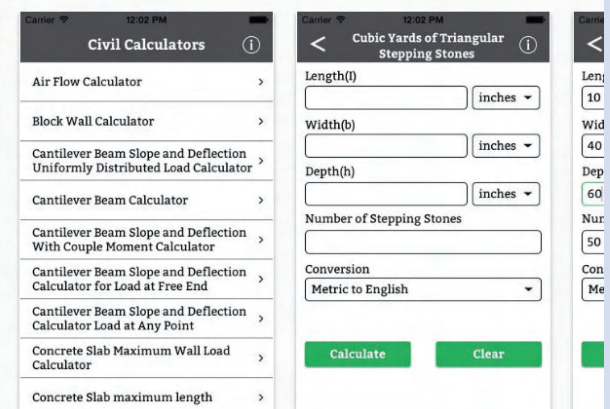 Carrier 12:02 PM
Civil Calculators
Air Flow Calculator
Block Wall Calculator
Cantilever Beam Slope and Deflection
Uniformly Distributed Load Calculator
Cantilever Beam Calculator
Cantilever Beam Slope and Deflection
With Couple Moment Calculator
Cantilever Beam Slope and Deflection
Calculator for Load at Free End
Cantilever Beam Slope and Deflection
Calculator Load at Any Point
Concrete Slab Maximum Wall Load
Calculator
Concrete Slab maximum length
Carrier 12:02 PM
Cubic Yards of Triangular
Stepping Stones
Length(I)
inches
Width(b)
inches
Depth(h)
inches
Number of Stepping Stones
Conversion
Metric to English
Calculate Clear
Carrie
Leng
10
Wid
40
Dep
60
Nun
50
Con
Me